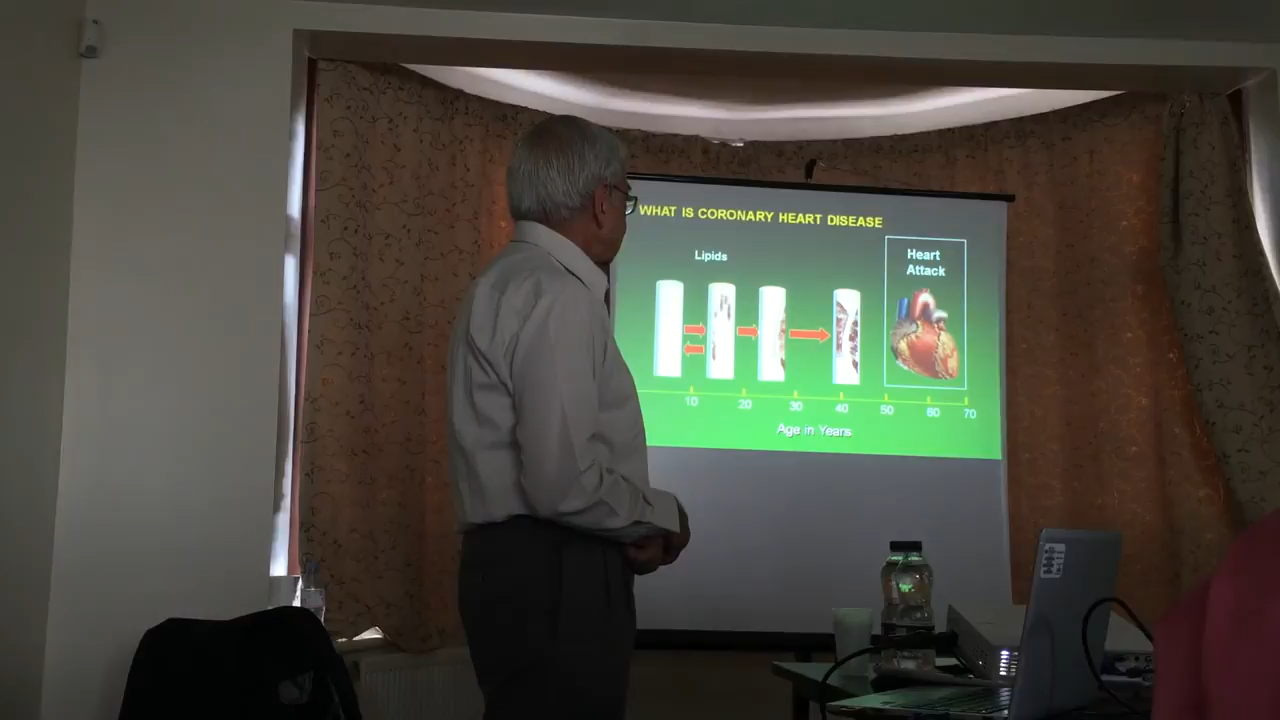 WHAT IS CORONARY HEART DISEASE
Lipids
Heart
Attack
10 20 30 40 50 60 70
Age in Years